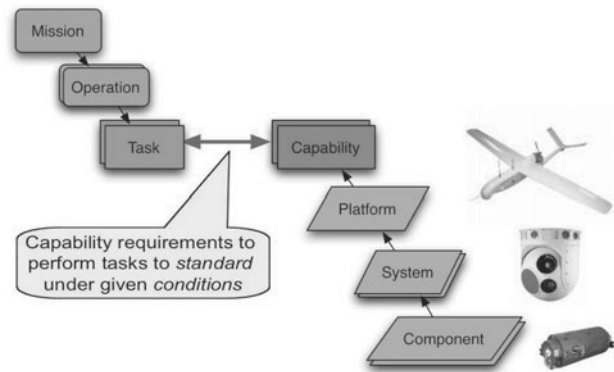 Mission
Operation
Task
Capability
Platform
Capability requirements to
perform tasks to standard
under given conditions
System
Component